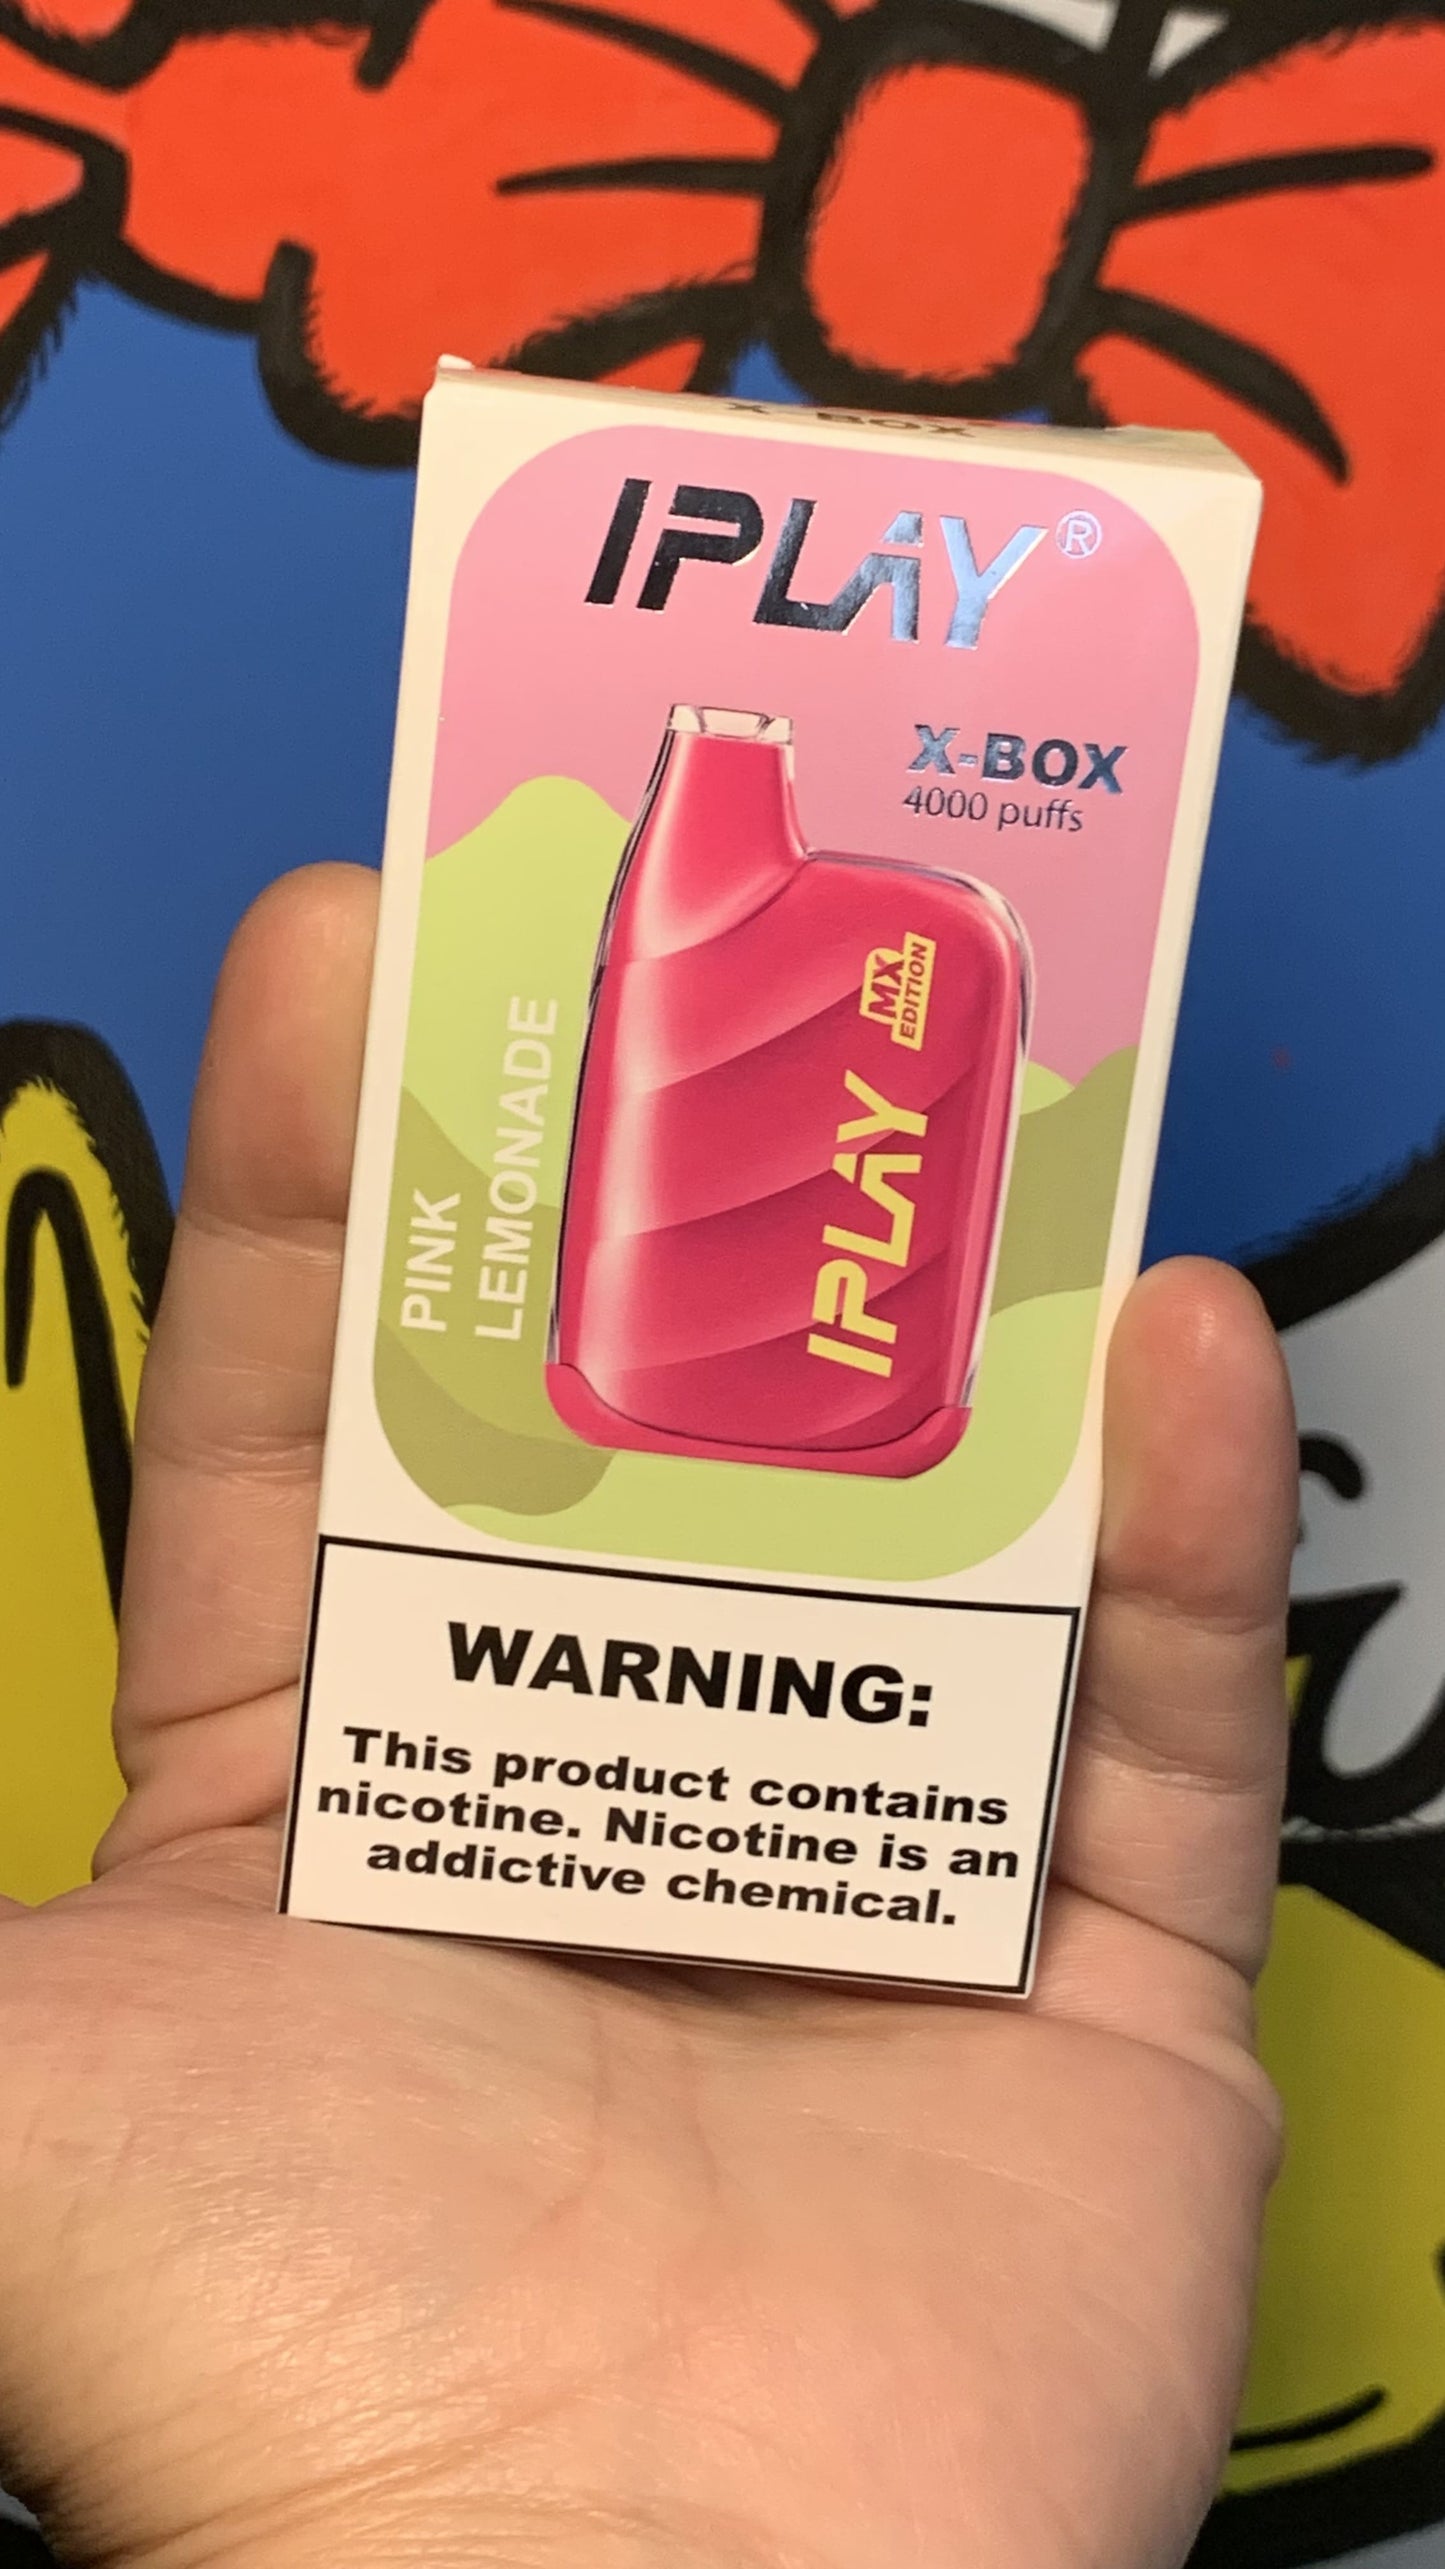 X-BOX
IPLAY®
X-BOX
4000 puffs
PINK
LEMONADE
IPLAY
MX
EDITION
WARNING:
This product contains
nicotine. Nicotine is an
addictive chemical.